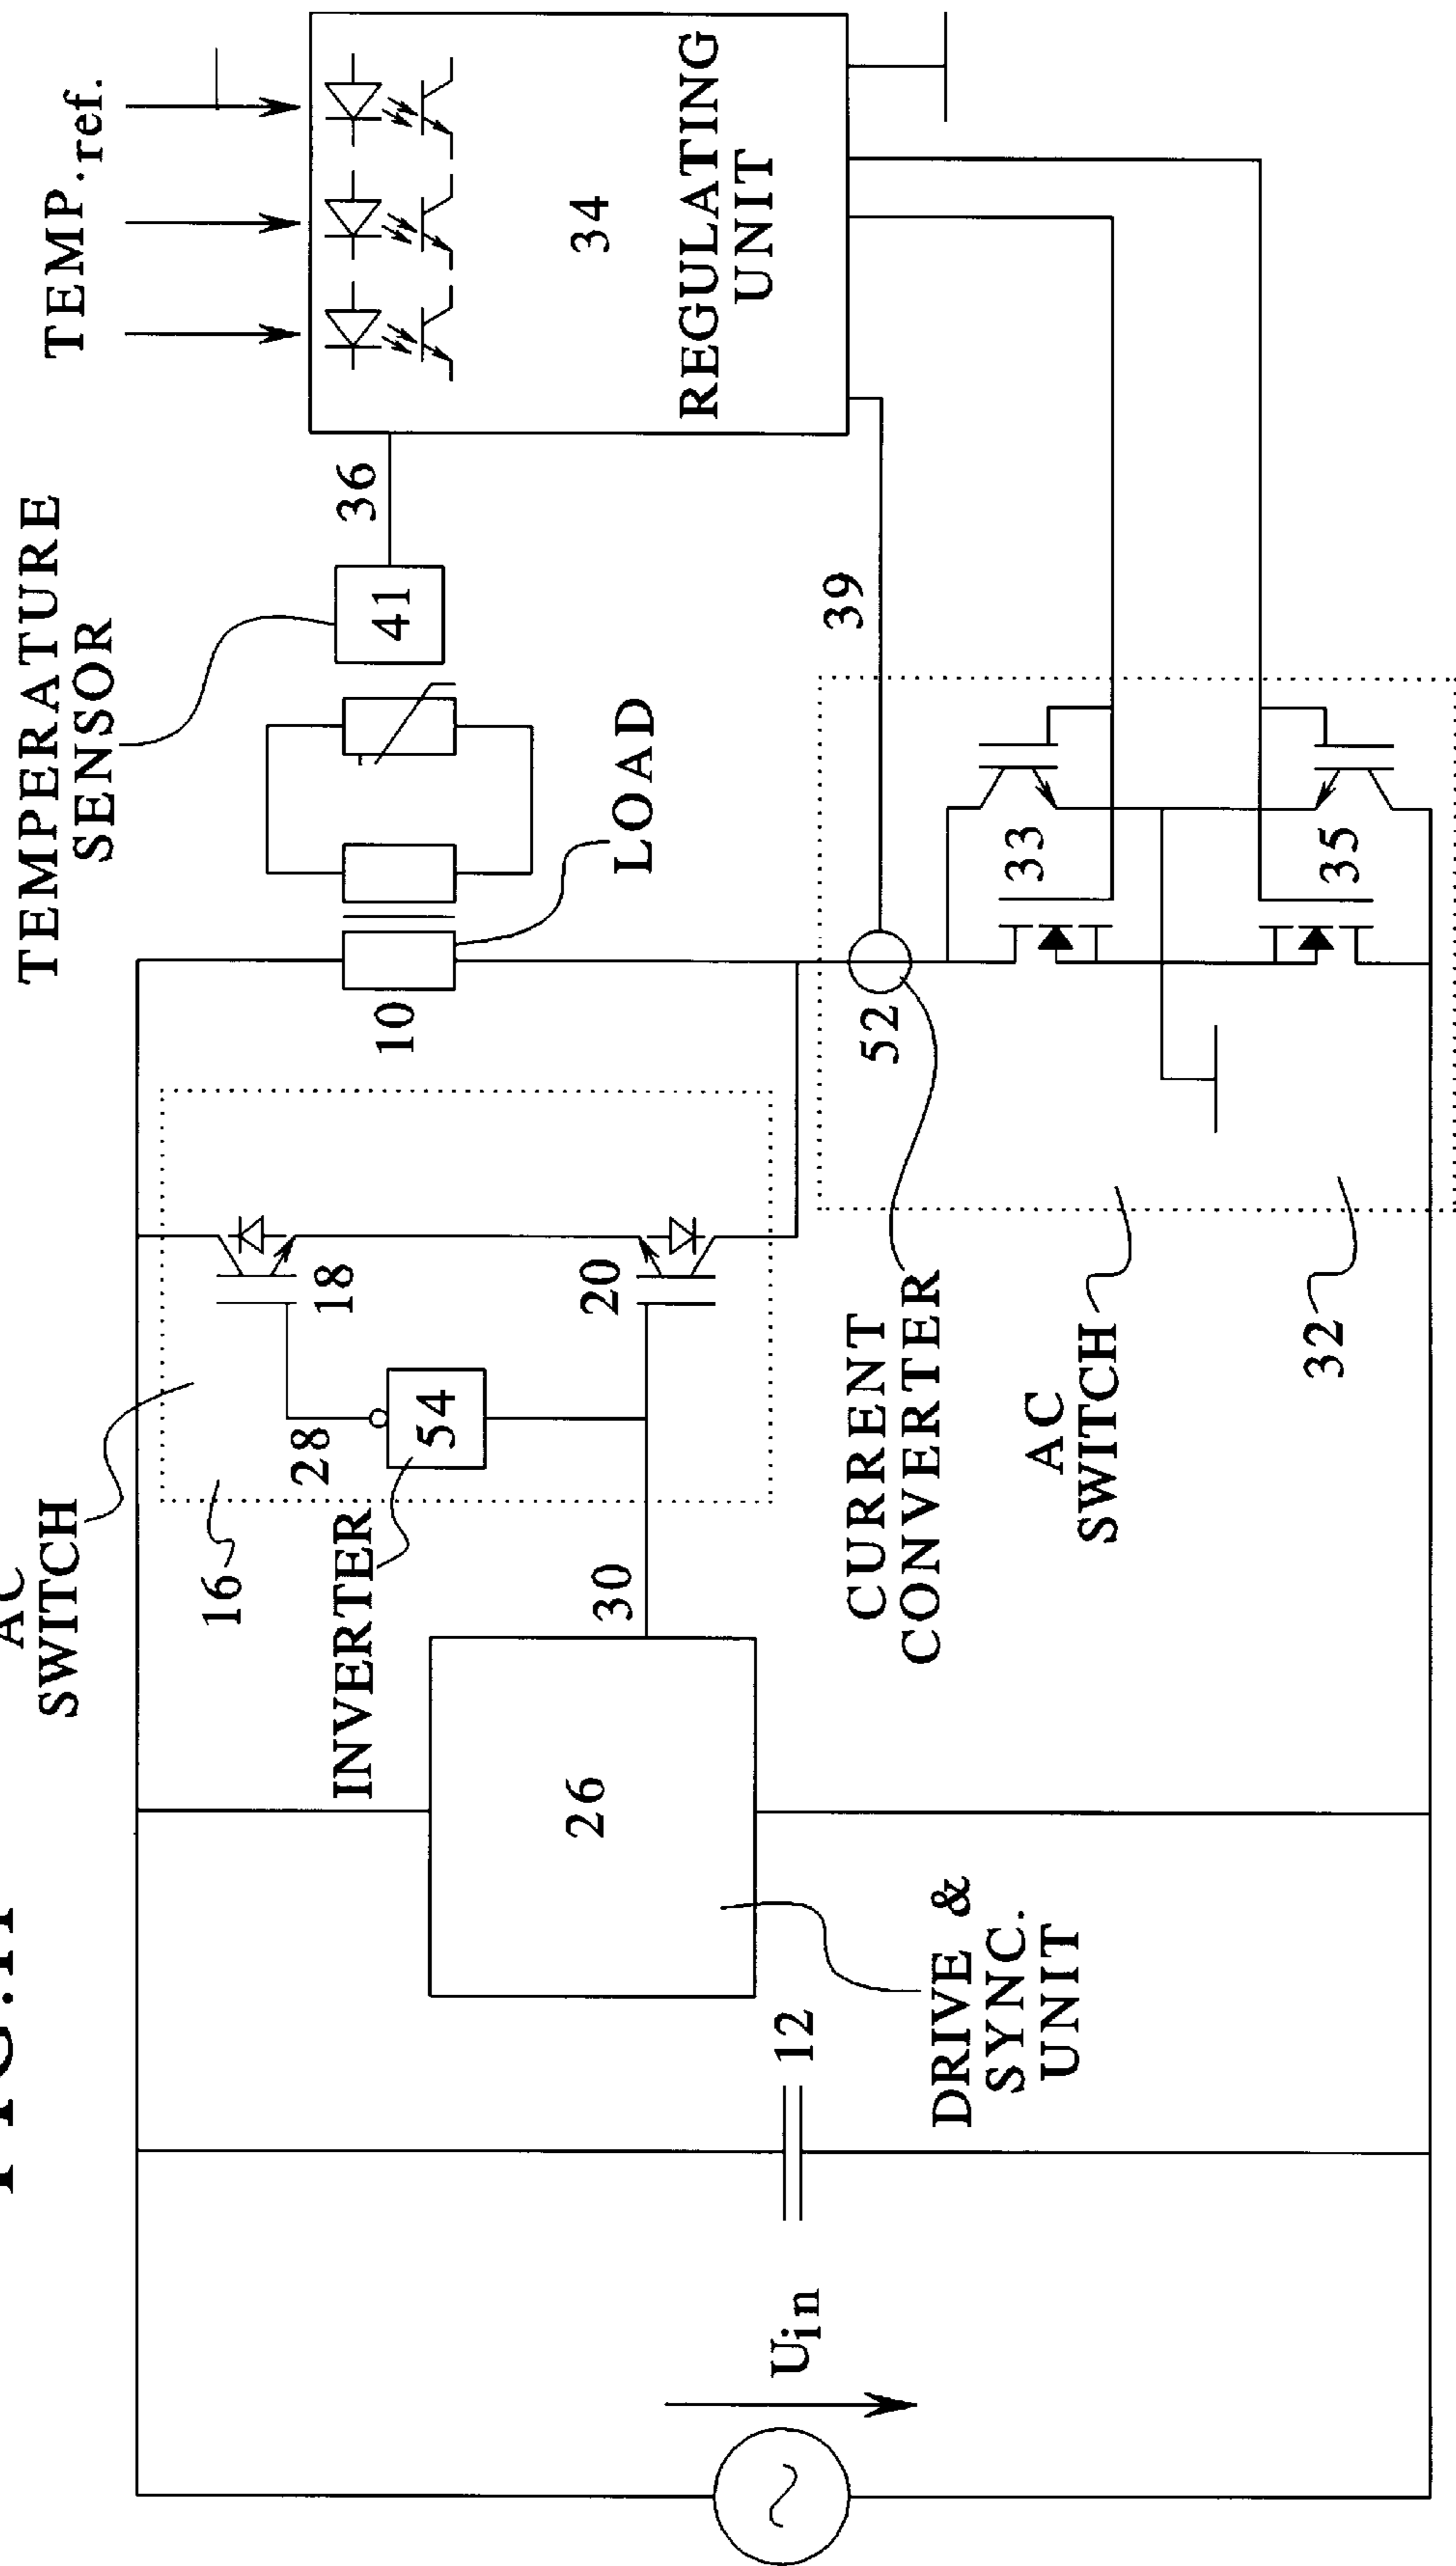 AC
SWITCH
TEMPERATURE
SENSOR
TEMP.ref.
16
28
INVERTER
54
18
10
41
36
20
30
26
LOAD
34
REGULATING
UNIT
Uin
12
DRIVE &
SYNC.
UNIT
CURRENT
CONVERTER
52
39
AC
SWITCH
33
32
35